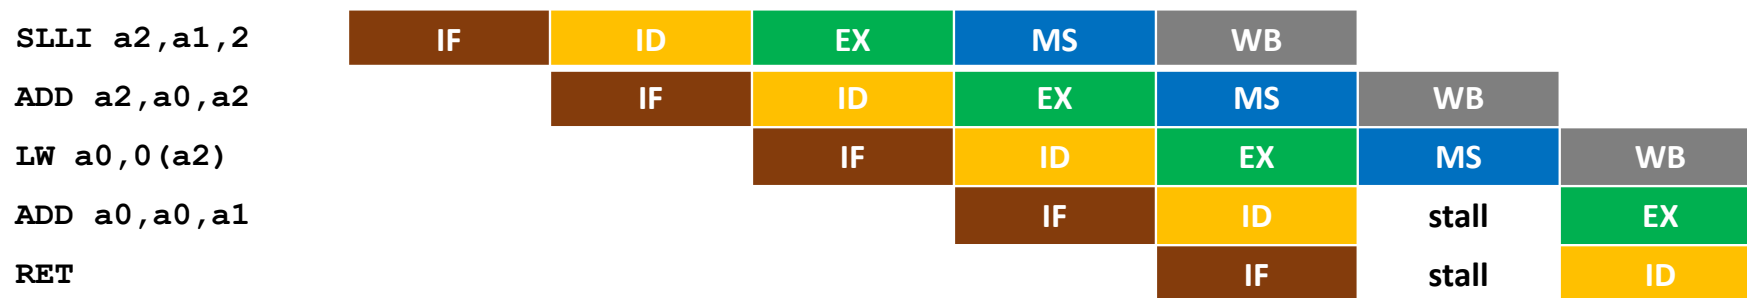 SLLI a2,a1,2 IF ID EX MS WB
ADD a2,a0,a2 IF ID EX MS WB
LW a0,0(a2) IF ID EX MS WB
ADD a0,a0,a1 IF ID stall EX
RET IF stall ID